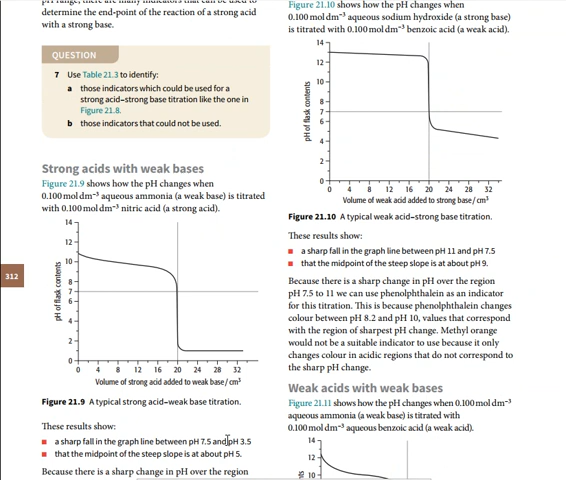 pH range, there are many indicators that can be used to
determine the end-point of the reaction of a strong acid
with a strong base.
QUESTION
7 Use Table 21.3 to identify:
a those indicators which could be used for a
strong acid–strong base titration like the one in
Figure 21.8.
b those indicators that could not be used.
Strong acids with weak bases
Figure 21.9 shows how the pH changes when
0.100 mol dm⁻³ aqueous ammonia (a weak base) is titrated
with 0.100 mol dm⁻³ nitric acid (a strong acid).
14
12
10
8
7
6
4
2
0
pH of flask contents
0 4 8 12 16 20 24 28 32
Volume of strong acid added to weak base / cm³
Figure 21.9 A typical strong acid–weak base titration.
These results show:
■ a sharp fall in the graph line between pH 7.5 and pH 3.5
■ that the midpoint of the steep slope is at about pH 5.
Because there is a sharp change in pH over the region
312
Figure 21.10 shows how the pH changes when
0.100 mol dm⁻³ aqueous sodium hydroxide (a strong base)
is titrated with 0.100 mol dm⁻³ benzoic acid (a weak acid).
14
12
10
8
7
6
4
2
0
pH of flask contents
0 4 8 12 16 20 24 28 32
Volume of weak acid added to strong base / cm³
Figure 21.10 A typical weak acid–strong base titration.
These results show:
■ a sharp fall in the graph line between pH 11 and pH 7.5
■ that the midpoint of the steep slope is at about pH 9.
Because there is a sharp change in pH over the region
pH 7.5 to 11 we can use phenolphthalein as an indicator
for this titration. This is because phenolphthalein changes
colour between pH 8.2 and pH 10, values that correspond
with the region of sharpest pH change. Methyl orange
would not be a suitable indicator to use because it only
changes colour in acidic regions that do not correspond to
the sharp pH change.
Weak acids with weak bases
Figure 21.11 shows how the pH changes when 0.100 mol dm⁻³
aqueous ammonia (a weak base) is titrated with
0.100 mol dm⁻³ aqueous benzoic acid (a weak acid).
14
12
10